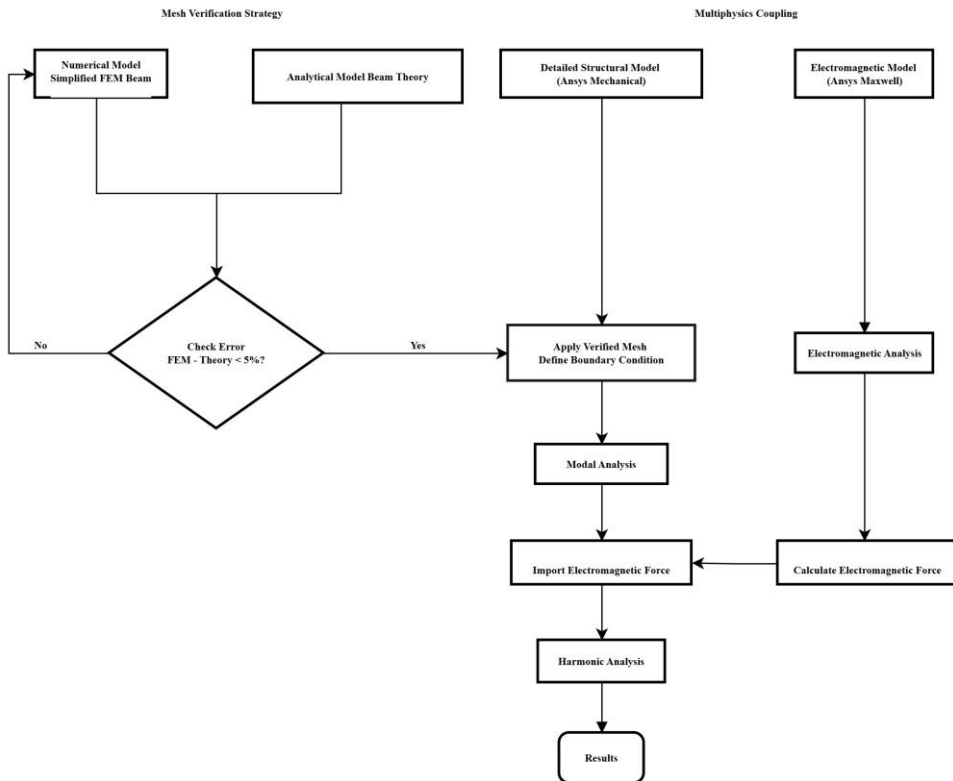 Mesh Verification Strategy
Multiphysics Coupling
Numerical Model
Simplified FEM Beam
Analytical Model Beam Theory
Detailed Structural Model
(Ansys Mechanical)
Electromagnetic Model
(Ansys Maxwell)
No
Check Error
FEM - Theory < 5%?
Yes
Apply Verified Mesh
Define Boundary Condition
Electromagnetic Analysis
Modal Analysis
Import Electromagnetic Force
Calculate Electromagnetic Force
Harmonic Analysis
Results